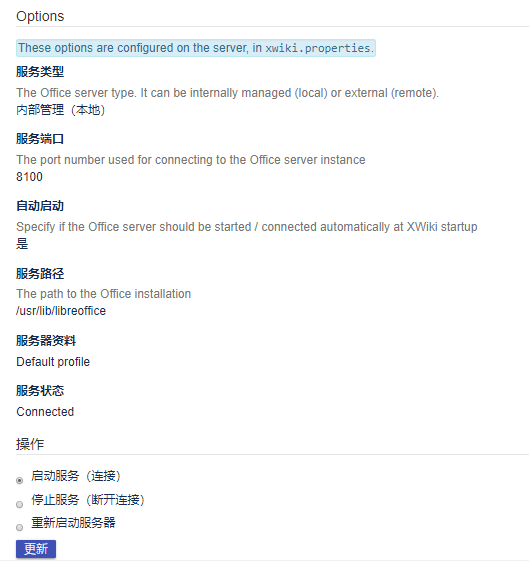 Options
These options are configured on the server, in xwiki.properties.
服务类型
The Office server type. It can be internally managed (local) or external (remote).
内部管理（本地）
服务端口
The port number used for connecting to the Office server instance
8100
自动启动
Specify if the Office server should be started / connected automatically at XWiki startup
是
服务路径
The path to the Office installation
/usr/lib/libreoffice
服务器资料
Default profile
服务状态
Connected
操作
启动服务（连接）
停止服务（断开连接）
重新启动服务器
更新